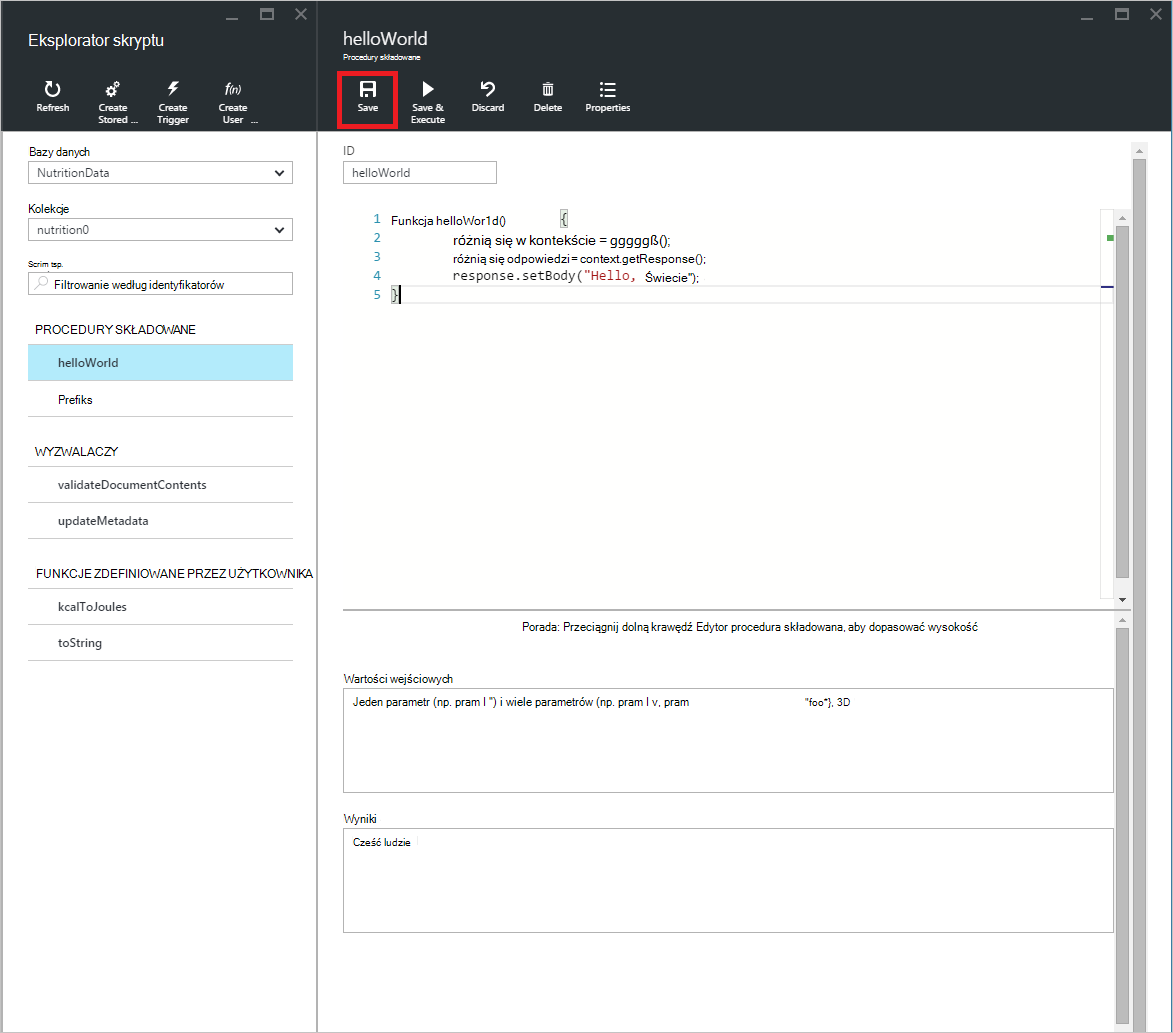 Eksplorator skryptu
Refresh
Create Stored ...
Create Trigger
f(n)
Create User ...
Bazy danych
NutritionData
Kolekcje
nutrition0
Scrim tsp.
Filtrowanie według identyfikatorów
PROCEDURY SKŁADOWANE
helloWorld
Prefiks
WYZWALACZY
validateDocumentContents
updateMetadata
FUNKCJE ZDEFINIOWANE PRZEZ UŻYTKOWNIKA
kcalToJoules
toString
helloWorld
Procedury składowane
Save
Save & Execute
Discard
Delete
Properties
ID
helloWorld
1 Funkcja helloWor1d() {
2 różnią się w kontekście = gggggß();
3 różnią się odpowiedzi = context.getResponse();
4 response.setBody("Hello, Świecie");
5 }
Porada: Przeciągnij dolną krawędź Edytor procedura składowana, aby dopasować wysokość
Wartości wejściowych
Jeden parametr (np. pram I ") i wiele parametrów (np. pram I v, pram "foo"}, 3D
Wyniki
Cześć ludzie